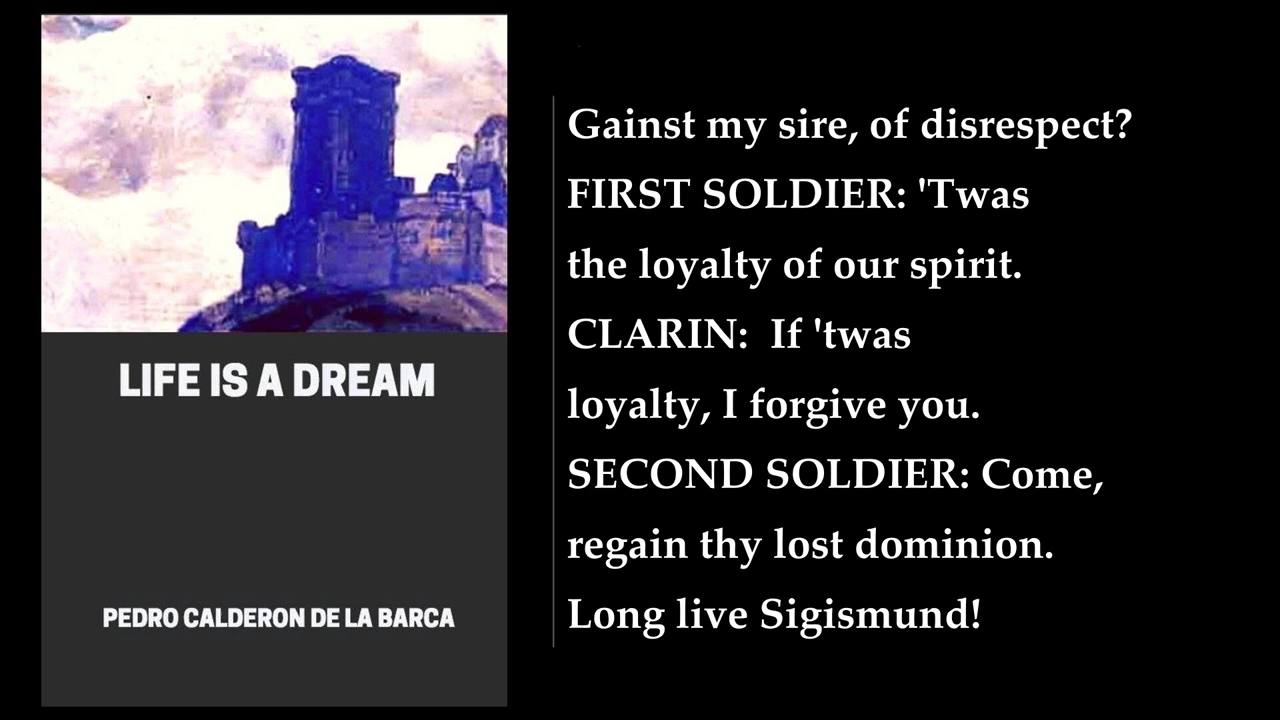 LIFE IS A DREAM
PEDRO CALDERON DE LA BARCA
Gainst my sire, of disrespect?
FIRST SOLDIER: 'Twas
the loyalty of our spirit.
CLARIN:  If 'twas
loyalty, I forgive you.
SECOND SOLDIER: Come,
regain thy lost dominion.
Long live Sigismund!